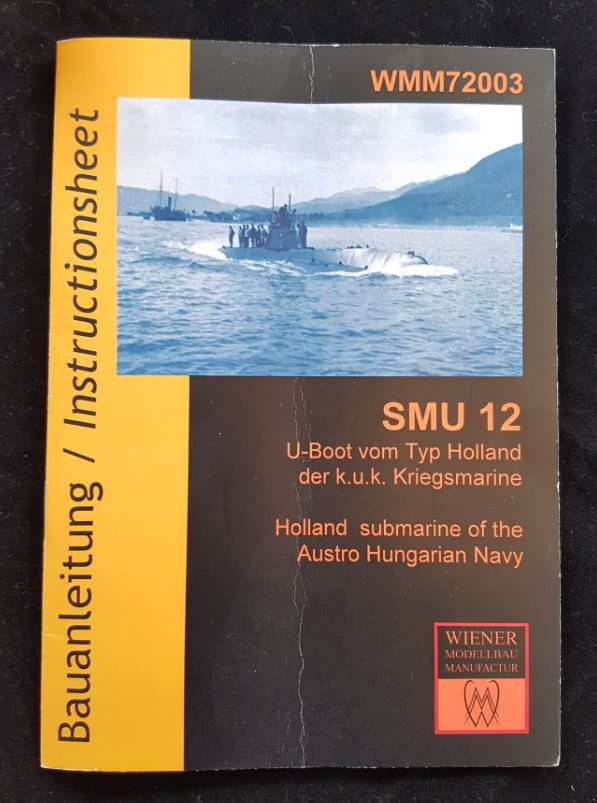 WMM72003
Bauanleitung / Instructionsheet
SMU 12
U-Boot vom Typ Holland
der k.u.k. Kriegsmarine
Holland submarine of the
Austro Hungarian Navy
WIENER
MODELLBAU
MANUFACTUR